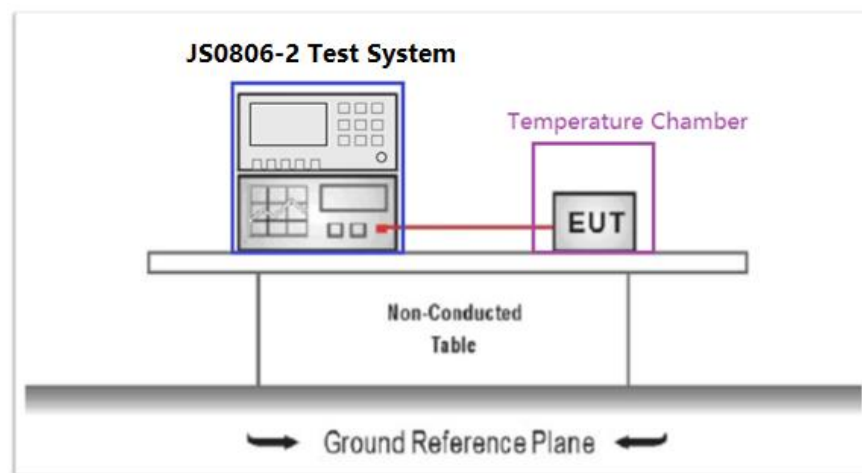 JS0806-2 Test System
Temperature Chamber
EUT
Non-Conducted
Table
Ground Reference Plane